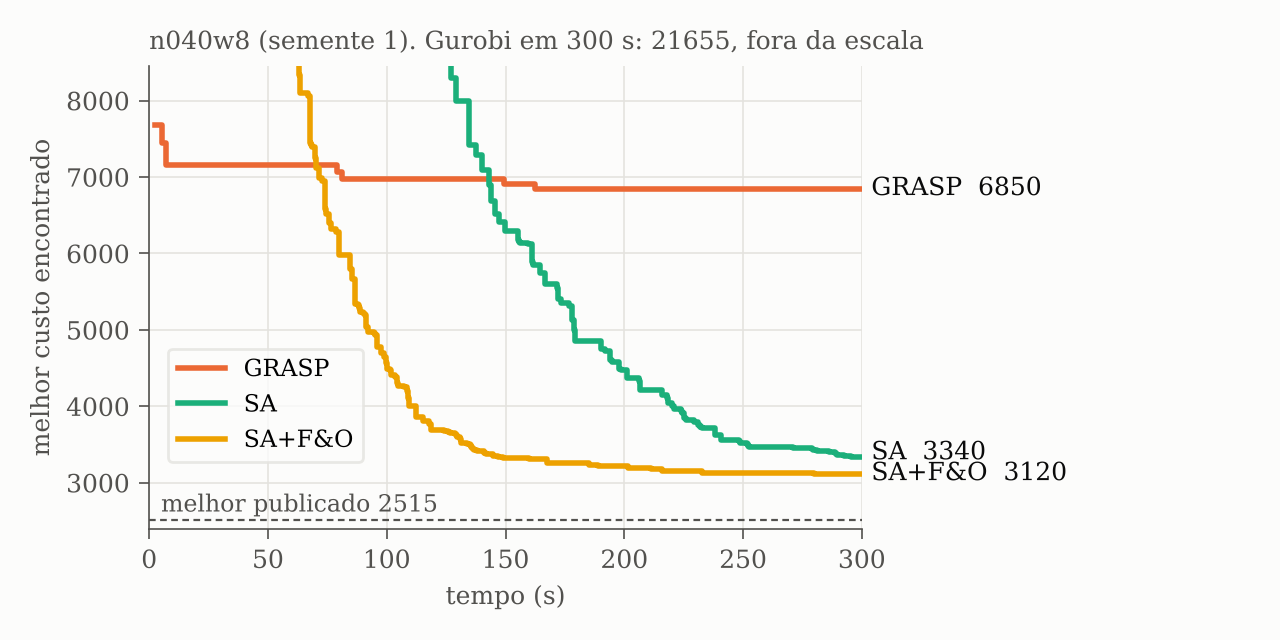 n040w8 (semente 1). Gurobi em 300 s: 21655, fora da escala
melhor custo encontrado
8000
7000
6000
5000
4000
3000
GRASP 6850
SA 3340
SA+F&O 3120
GRASP
SA
SA+F&O
melhor publicado 2515
0 50 100 150 200 250 300
tempo (s)